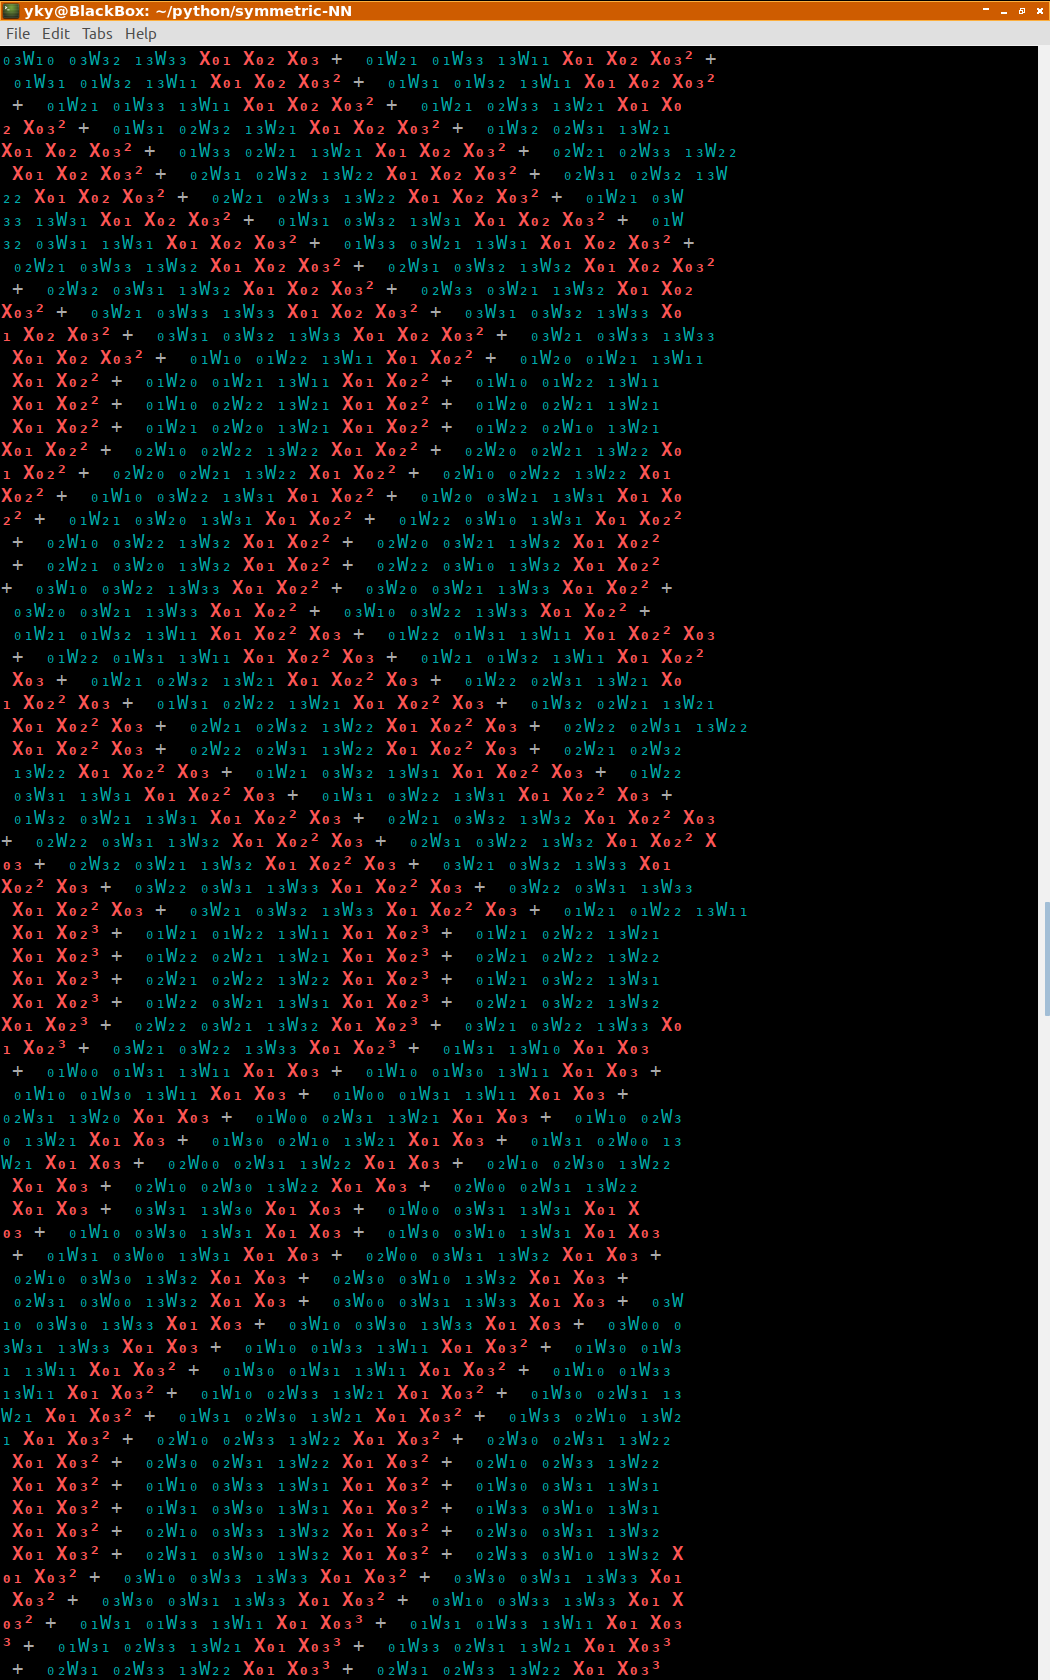 yky@BlackBox: ~/python/symmetric-NN
File Edit Tabs Help
03W10 03W32 13W33 X01 X02 X03 + 01W21 01W33 13W11 X01 X02 X03² +
01W31 01W32 13W11 X01 X02 X03² + 01W31 01W32 13W11 X01 X02 X03²
+ 01W21 01W33 13W11 X01 X02 X03² + 01W21 02W33 13W21 X01 X0
2 X03² + 01W31 02W32 13W21 X01 X02 X03² + 01W32 02W31 13W21
X01 X02 X03² + 01W33 02W21 13W21 X01 X02 X03² + 02W21 02W33 13W22
X01 X02 X03² + 02W31 02W32 13W22 X01 X02 X03² + 02W31 02W32 13W
22 X01 X02 X03² + 02W21 02W33 13W22 X01 X02 X03² + 01W21 03W
33 13W31 X01 X02 X03² + 01W31 03W32 13W31 X01 X02 X03² + 01W
32 03W31 13W31 X01 X02 X03² + 01W33 03W21 13W31 X01 X02 X03² +
02W21 03W33 13W32 X01 X02 X03² + 02W31 03W32 13W32 X01 X02 X03²
+ 02W32 03W31 13W32 X01 X02 X03² + 02W33 03W21 13W32 X01 X02
X03² + 03W21 03W33 13W33 X01 X02 X03² + 03W31 03W32 13W33 X0
1 X02 X03² + 03W31 03W32 13W33 X01 X02 X03² + 03W21 03W33 13W33
X01 X02 X03² + 01W10 01W22 13W11 X01 X02² + 01W20 01W21 13W11
X01 X02² + 01W20 01W21 13W11 X01 X02² + 01W10 01W22 13W11
X01 X02² + 01W10 02W22 13W21 X01 X02² + 01W20 02W21 13W21
X01 X02² + 01W21 02W20 13W21 X01 X02² + 01W22 02W10 13W21
X01 X02² + 02W10 02W22 13W22 X01 X02² + 02W20 02W21 13W22 X0
1 X02² + 02W20 02W21 13W22 X01 X02² + 02W10 02W22 13W22 X01
X02² + 01W10 03W22 13W31 X01 X02² + 01W20 03W21 13W31 X01 X0
2² + 01W21 03W20 13W31 X01 X02² + 01W22 03W10 13W31 X01 X02²
+ 02W10 03W22 13W32 X01 X02² + 02W20 03W21 13W32 X01 X02²
+ 02W21 03W20 13W32 X01 X02² + 02W22 03W10 13W32 X01 X02²
+ 03W10 03W22 13W33 X01 X02² + 03W20 03W21 13W33 X01 X02² +
03W20 03W21 13W33 X01 X02² + 03W10 03W22 13W33 X01 X02² +
01W21 01W32 13W11 X01 X02² X03 + 01W22 01W31 13W11 X01 X02² X03
+ 01W22 01W31 13W11 X01 X02² X03 + 01W21 01W32 13W11 X01 X02²
X03 + 01W21 02W32 13W21 X01 X02² X03 + 01W22 02W31 13W21 X0
1 X02² X03 + 01W31 02W22 13W21 X01 X02² X03 + 01W32 02W21 13W21
X01 X02² X03 + 02W21 02W32 13W22 X01 X02² X03 + 02W22 02W31 13W22
X01 X02² X03 + 02W22 02W31 13W22 X01 X02² X03 + 02W21 02W32
13W22 X01 X02² X03 + 01W21 03W32 13W31 X01 X02² X03 + 01W22
03W31 13W31 X01 X02² X03 + 01W31 03W22 13W31 X01 X02² X03 +
01W32 03W21 13W31 X01 X02² X03 + 02W21 03W32 13W32 X01 X02² X03
+ 02W22 03W31 13W32 X01 X02² X03 + 02W31 03W22 13W32 X01 X02² X
03 + 02W32 03W21 13W32 X01 X02² X03 + 03W21 03W32 13W33 X01
X02² X03 + 03W22 03W31 13W33 X01 X02² X03 + 03W22 03W31 13W33
X01 X02² X03 + 03W21 03W32 13W33 X01 X02² X03 + 01W21 01W22 13W11
X01 X02³ + 01W21 01W22 13W11 X01 X02³ + 01W21 02W22 13W21
X01 X02³ + 01W22 02W21 13W21 X01 X02³ + 02W21 02W22 13W22
X01 X02³ + 02W21 02W22 13W22 X01 X02³ + 01W21 03W22 13W31
X01 X02³ + 01W22 03W21 13W31 X01 X02³ + 02W21 03W22 13W32
X01 X02³ + 02W22 03W21 13W32 X01 X02³ + 03W21 03W22 13W33 X0
1 X02³ + 03W21 03W22 13W33 X01 X02³ + 01W31 13W10 X01 X03
+ 01W00 01W31 13W11 X01 X03 + 01W10 01W30 13W11 X01 X03 +
01W10 01W30 13W11 X01 X03 + 01W00 01W31 13W11 X01 X03 +
02W31 13W20 X01 X03 + 01W00 02W31 13W21 X01 X03 + 01W10 02W3
0 13W21 X01 X03 + 01W30 02W10 13W21 X01 X03 + 01W31 02W00 13
W21 X01 X03 + 02W00 02W31 13W22 X01 X03 + 02W10 02W30 13W22
X01 X03 + 02W10 02W30 13W22 X01 X03 + 02W00 02W31 13W22
X01 X03 + 03W31 13W30 X01 X03 + 01W00 03W31 13W31 X01 X
03 + 01W10 03W30 13W31 X01 X03 + 01W30 03W10 13W31 X01 X03
+ 01W31 03W00 13W31 X01 X03 + 02W00 03W31 13W32 X01 X03 +
02W10 03W30 13W32 X01 X03 + 02W30 03W10 13W32 X01 X03 +
02W31 03W00 13W32 X01 X03 + 03W00 03W31 13W33 X01 X03 + 03W
10 03W30 13W33 X01 X03 + 03W10 03W30 13W33 X01 X03 + 03W00 0
3W31 13W33 X01 X03 + 01W10 01W33 13W11 X01 X03² + 01W30 01W3
1 13W11 X01 X03² + 01W30 01W31 13W11 X01 X03² + 01W10 01W33
13W11 X01 X03² + 01W10 02W33 13W21 X01 X03² + 01W30 02W31 13
W21 X01 X03² + 01W31 02W30 13W21 X01 X03² + 01W33 02W10 13W2
1 X01 X03² + 02W10 02W33 13W22 X01 X03² + 02W30 02W31 13W22
X01 X03² + 02W30 02W31 13W22 X01 X03² + 02W10 02W33 13W22
X01 X03² + 01W10 03W33 13W31 X01 X03² + 01W30 03W31 13W31
X01 X03² + 01W31 03W30 13W31 X01 X03² + 01W33 03W10 13W31
X01 X03² + 02W10 03W33 13W32 X01 X03² + 02W30 03W31 13W32
X01 X03² + 02W31 03W30 13W32 X01 X03² + 02W33 03W10 13W32 X
01 X03² + 03W10 03W33 13W33 X01 X03² + 03W30 03W31 13W33 X01
X03² + 03W30 03W31 13W33 X01 X03² + 03W10 03W33 13W33 X01 X
03² + 01W31 01W33 13W11 X01 X03³ + 01W31 01W33 13W11 X01 X03
³ + 01W31 02W33 13W21 X01 X03³ + 01W33 02W31 13W21 X01 X03³
+ 02W31 02W33 13W22 X01 X03³ + 02W31 02W33 13W22 X01 X03³